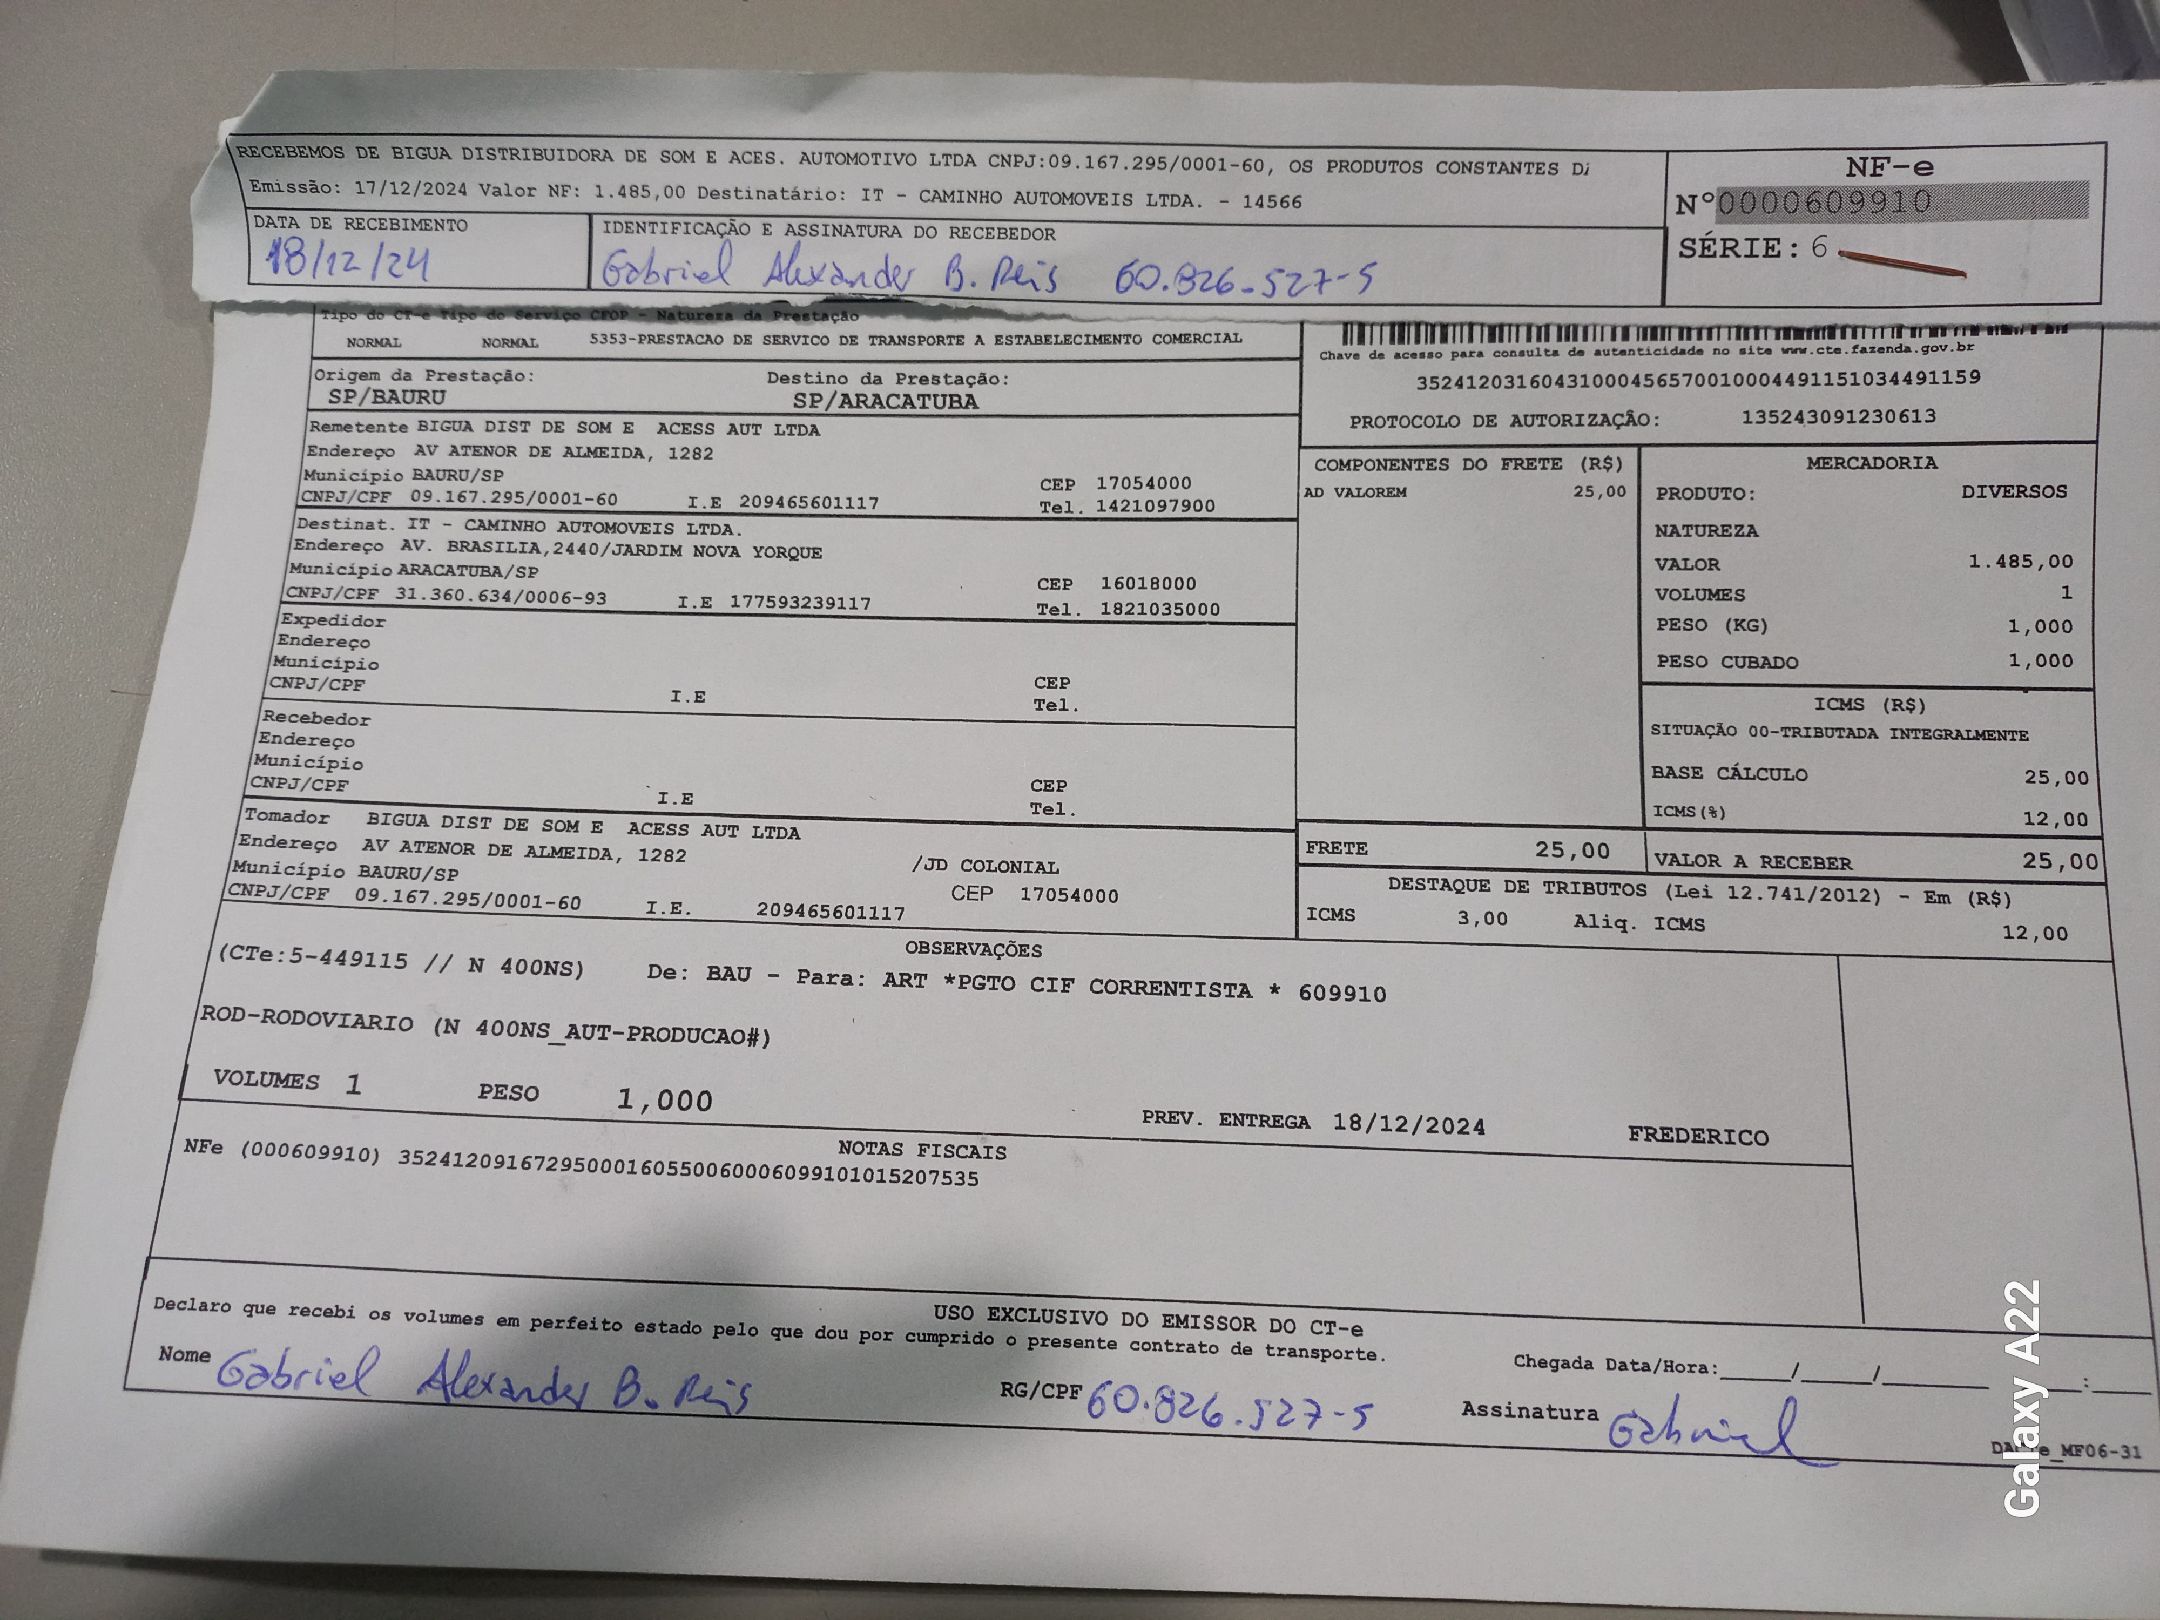 RECEBEMOS DE BIGUA DISTRIBUIDORA DE SOM E ACES. AUTOMOTIVO LTDA CNPJ:09.167.295/0001-60, OS PRODUTOS CONSTANTES
Emissão: 17/12/2024 Valor NF: 1.485,00 Destinatário: IT - CAMINHO AUTOMOVEIS LTDA. - 14566
NF-e
Nº0000609910
SÉRIE: 6
DATA DE RECEBIMENTO
18/12/24
IDENTIFICAÇÃO E ASSINATURA DO RECEBEDOR
Gabriel Alexander B. Reis 60.826.527-5
Tipo do CT-e Tipo do Serviço CFOP - Natureza da Prestação
NORMAL NORMAL 5353-PRESTACAO DE SERVICO DE TRANSPORTE A ESTABELECIMENTO COMERCIAL
Chave de acesso para consulta de autenticidade no site www.cte.fazenda.gov.br
35241203160431000456570010004491151034491159
PROTOCOLO DE AUTORIZAÇÃO: 135243091230613
Origem da Prestação: Destino da Prestação:
SP/BAURU SP/ARACATUBA
Remetente BIGUA DIST DE SOM E ACESS AUT LTDA
Endereço AV ATENOR DE ALMEIDA, 1282
Município BAURU/SP CEP 17054000
CNPJ/CPF 09.167.295/0001-60 I.E 209465601117 Tel. 1421097900
Destinat. IT - CAMINHO AUTOMOVEIS LTDA.
Endereço AV. BRASILIA,2440/JARDIM NOVA YORQUE
Município ARACATUBA/SP CEP 16018000
CNPJ/CPF 31.360.634/0006-93 I.E 177593239117 Tel. 1821035000
Expedidor
Endereço
Município CEP
CNPJ/CPF I.E Tel.
Recebedor
Endereço
Município CEP
CNPJ/CPF I.E Tel.
Tomador BIGUA DIST DE SOM E ACESS AUT LTDA
Endereço AV ATENOR DE ALMEIDA, 1282 /JD COLONIAL
Município BAURU/SP CEP 17054000
CNPJ/CPF 09.167.295/0001-60 I.E. 209465601117
COMPONENTES DO FRETE (R$)
AD VALOREM 25,00
MERCADORIA
PRODUTO: DIVERSOS
NATUREZA
VALOR 1.485,00
VOLUMES 1
PESO (KG) 1,000
PESO CUBADO 1,000
ICMS (R$)
SITUAÇÃO 00-TRIBUTADA INTEGRALMENTE
BASE CÁLCULO 25,00
ICMS(%) 12,00
FRETE 25,00 VALOR A RECEBER 25,00
DESTAQUE DE TRIBUTOS (Lei 12.741/2012) - Em (R$)
ICMS 3,00 Aliq. ICMS 12,00
OBSERVAÇÕES
(CTe:5-449115 // N 400NS) De: BAU - Para: ART *PGTO CIF CORRENTISTA * 609910
ROD-RODOVIARIO (N 400NS_AUT-PRODUCAO#)
VOLUMES 1 PESO 1,000 PREV. ENTREGA 18/12/2024 FREDERICO
NOTAS FISCAIS
NFe (000609910) 35241209167295000160550060006099101015207535
USO EXCLUSIVO DO EMISSOR DO CT-e
Declaro que recebi os volumes em perfeito estado pelo que dou por cumprido o presente contrato de transporte.
Chegada Data/Hora:_____/_____/_______ __:____
Nome Gabriel Alexander B. Reis RG/CPF 60.826.527-5 Assinatura Gabriel
MF06-31
Galaxy A22